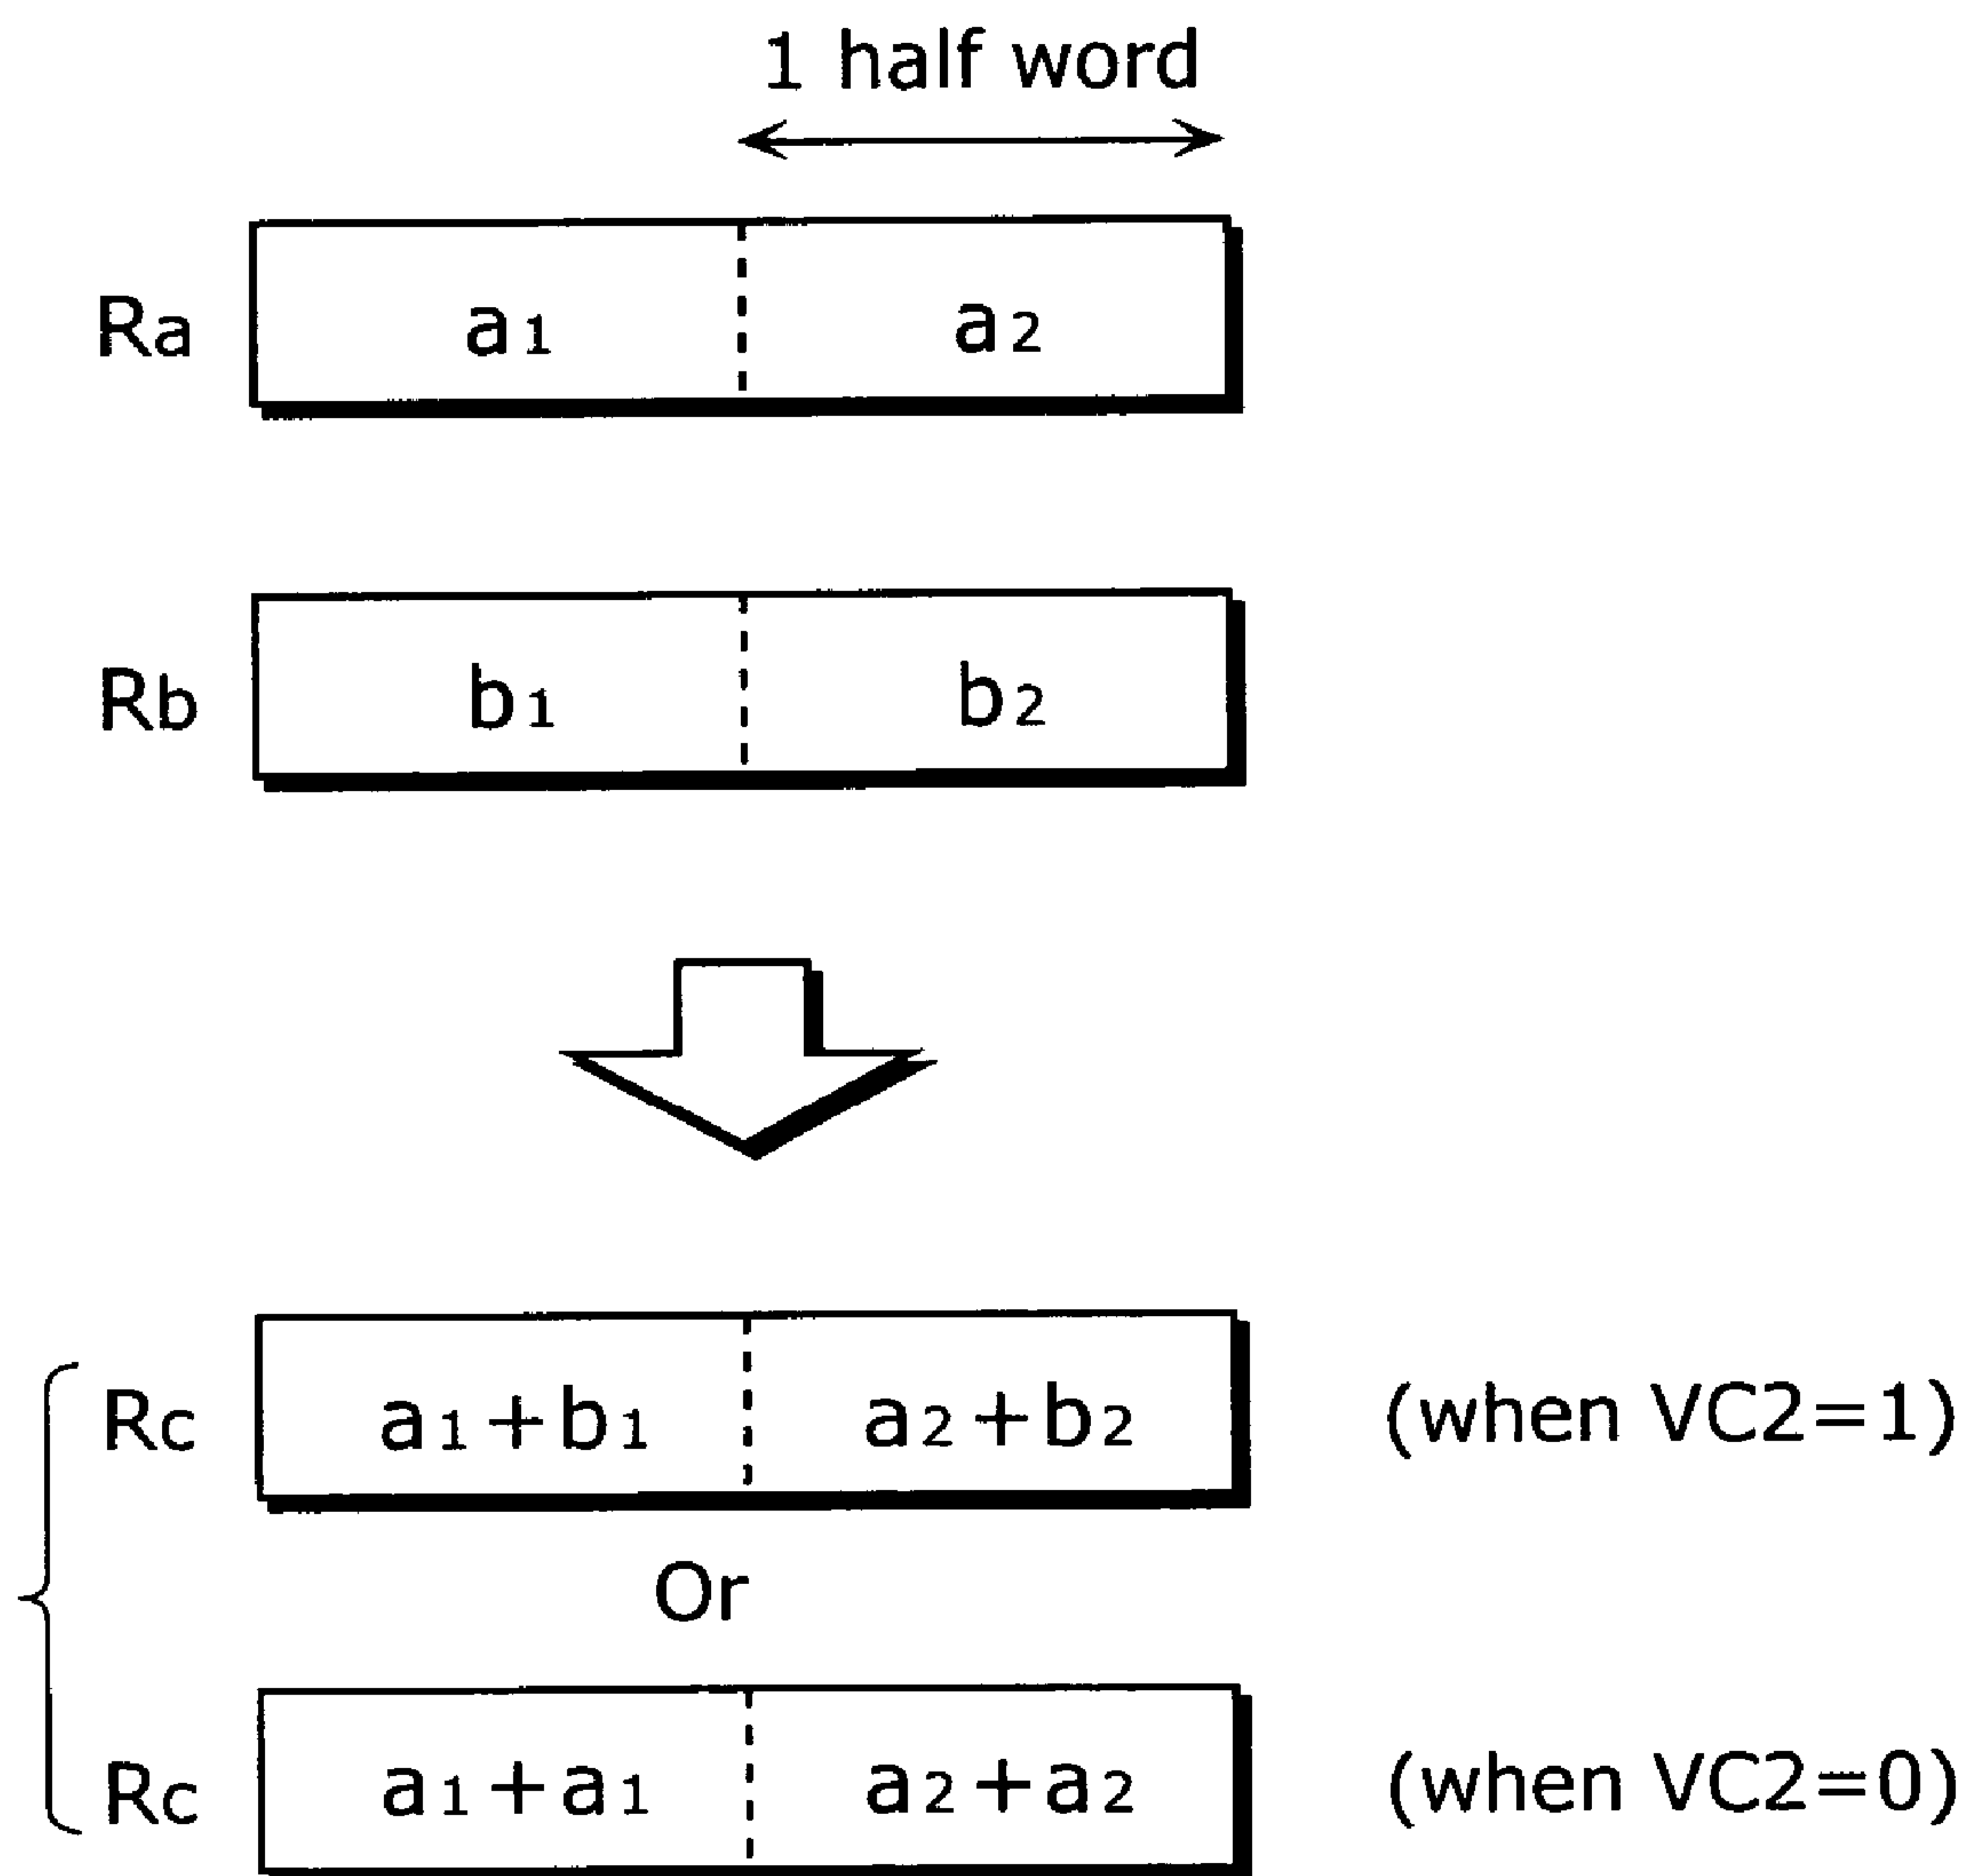 1 half word
Ra a1 a2
Rb b1 b2
Rc a1+b1 a2+b2 (when VC2=1)
Or
Rc a1+a1 a2+a2 (when VC2=0)